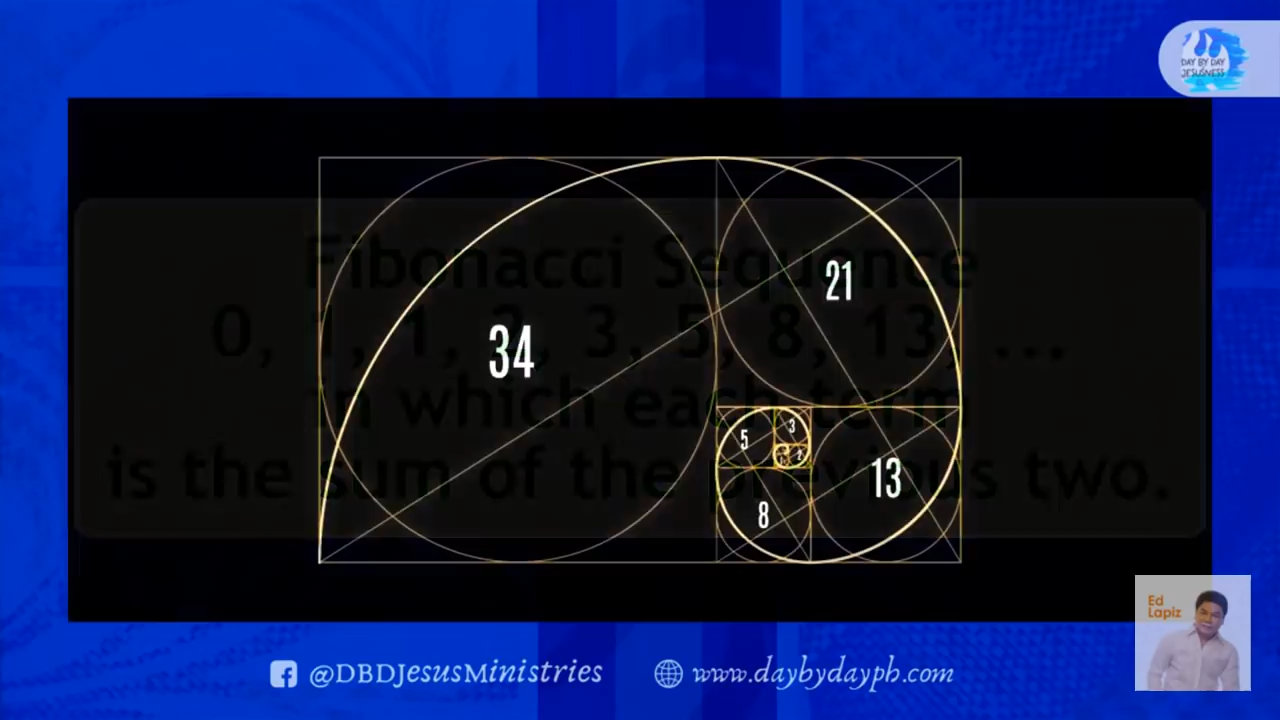 DAY BY DAY
JESUSNESS
Fibonacci Sequence
0, 1, 1, 2, 3, 5, 8, 13, ...
in which each term
is the sum of the previous two.
34
21
13
8
5
3
2
Ed
Lapiz
@DBDJesusMinistries
www.daybydayph.com